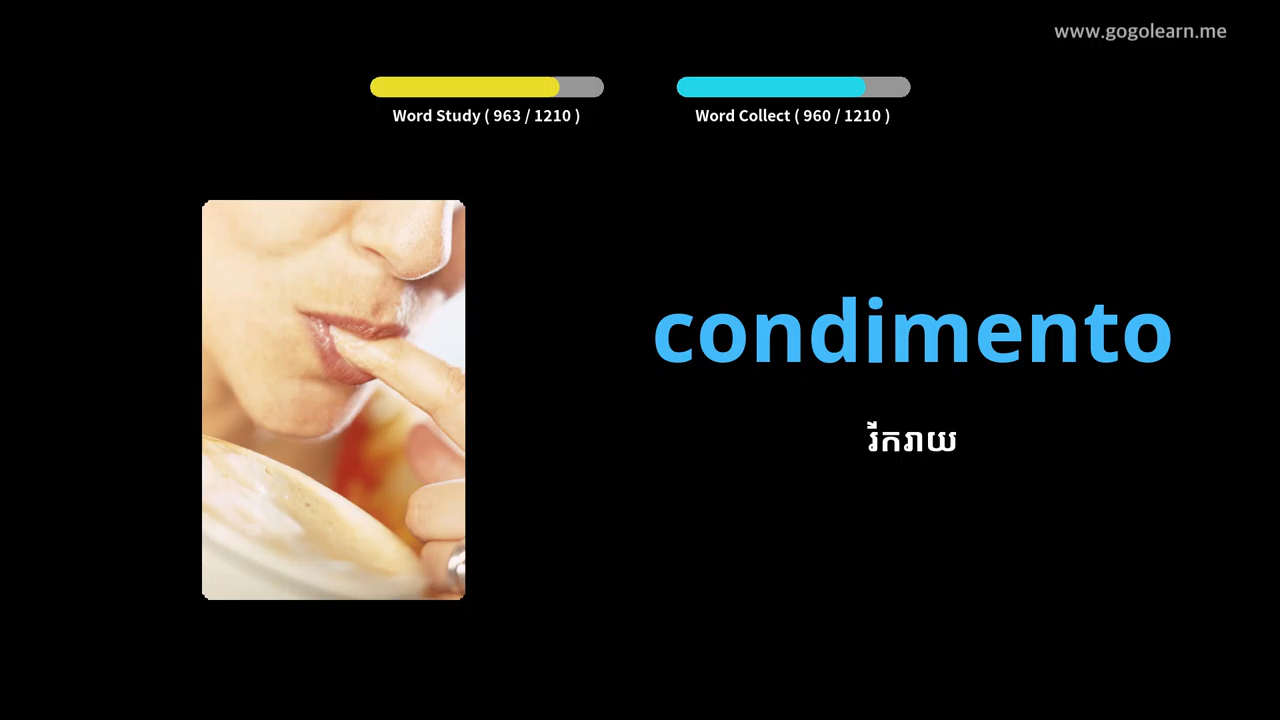 www.gogolearn.me
Word Study ( 963 / 1210 )
Word Collect ( 960 / 1210 )
condimento
រីករាយ